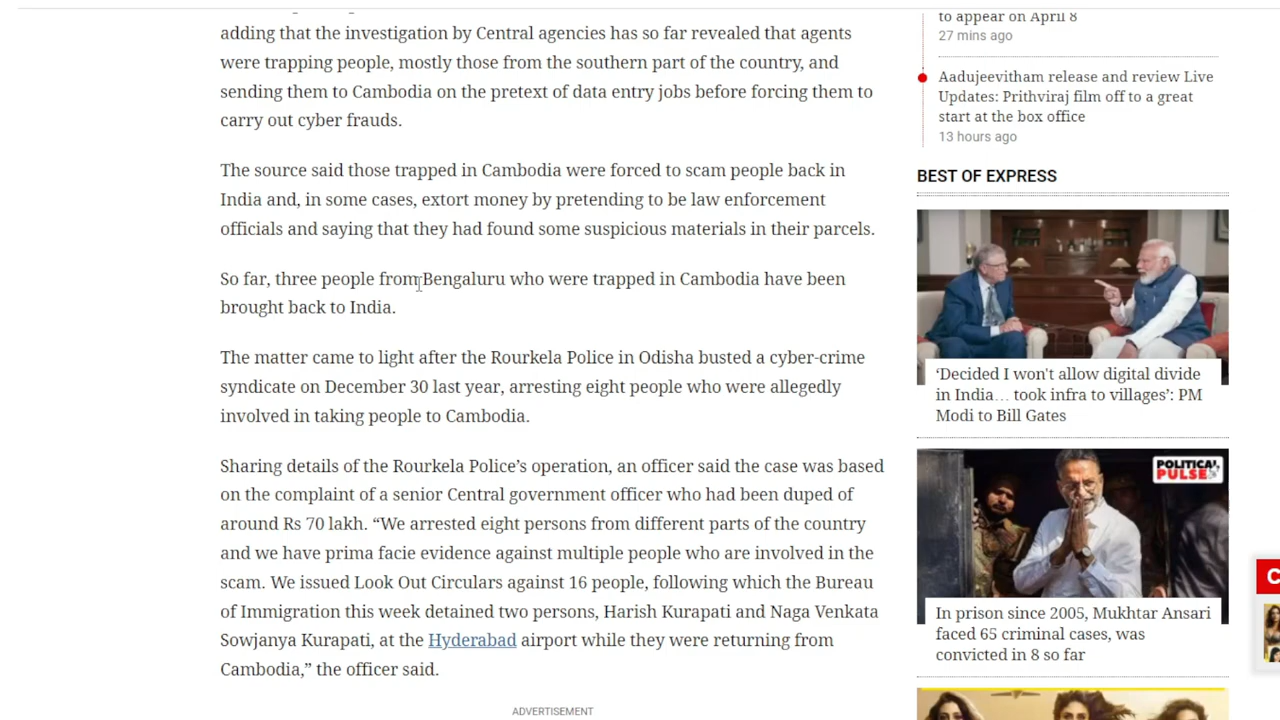 adding that the investigation by Central agencies has so far revealed that agents
were trapping people, mostly those from the southern part of the country, and
sending them to Cambodia on the pretext of data entry jobs before forcing them to
carry out cyber frauds.
The source said those trapped in Cambodia were forced to scam people back in
India and, in some cases, extort money by pretending to be law enforcement
officials and saying that they had found some suspicious materials in their parcels.
So far, three people from Bengaluru who were trapped in Cambodia have been
brought back to India.
The matter came to light after the Rourkela Police in Odisha busted a cyber-crime
syndicate on December 30 last year, arresting eight people who were allegedly
involved in taking people to Cambodia.
Sharing details of the Rourkela Police’s operation, an officer said the case was based
on the complaint of a senior Central government officer who had been duped of
around Rs 70 lakh. “We arrested eight persons from different parts of the country
and we have prima facie evidence against multiple people who are involved in the
scam. We issued Look Out Circulars against 16 people, following which the Bureau
of Immigration this week detained two persons, Harish Kurapati and Naga Venkata
Sowjanya Kurapati, at the Hyderabad airport while they were returning from
Cambodia,” the officer said.
ADVERTISEMENT
to appear on April 8
27 mins ago
Aadujeevitham release and review Live
Updates: Prithviraj film off to a great
start at the box office
13 hours ago
BEST OF EXPRESS
‘Decided I won't allow digital divide
in India… took infra to villages’: PM
Modi to Bill Gates
POLITICAL
PULSE
In prison since 2005, Mukhtar Ansari
faced 65 criminal cases, was
convicted in 8 so far